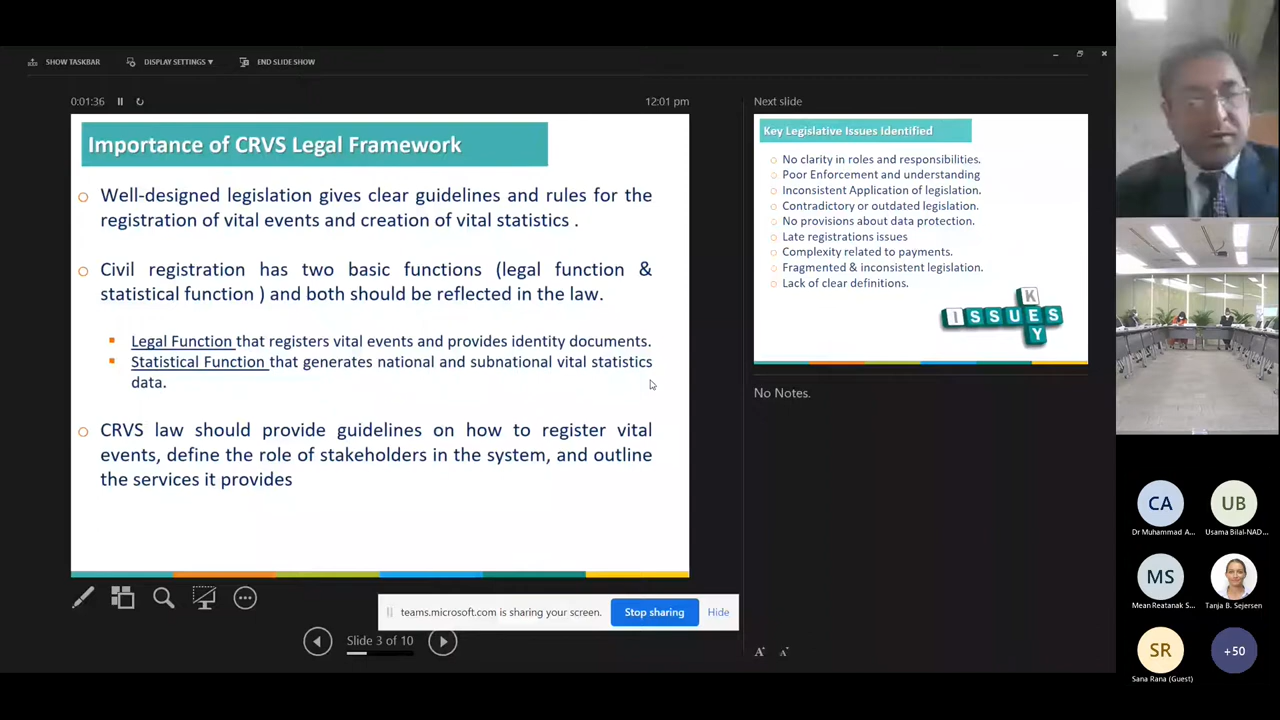 SHOW TASKBAR
DISPLAY SETTINGS ▼
END SLIDE SHOW
0:01:36
12:01 pm
Importance of CRVS Legal Framework
Well-designed legislation gives clear guidelines and rules for the
registration of vital events and creation of vital statistics .
Civil registration has two basic functions (legal function &
statistical function ) and both should be reflected in the law.
Legal Function that registers vital events and provides identity documents.
Statistical Function that generates national and subnational vital statistics
data.
CRVS law should provide guidelines on how to register vital
events, define the role of stakeholders in the system, and outline
the services it provides
teams.microsoft.com is sharing your screen.
Stop sharing
Hide
Slide 3 of 10
Next slide
Key Legislative Issues Identified
No clarity in roles and responsibilities.
Poor Enforcement and understanding
Inconsistent Application of legislation.
Contradictory or outdated legislation.
No provisions about data protection.
Late registrations issues
Complexity related to payments.
Fragmented & inconsistent legislation.
Lack of clear definitions.
ISSUES
KEY
No Notes.
A
A
CA
Dr Muhammad A...
UB
Usama Bilal-NAD...
MS
Mean Reatanak S...
Tanja B. Sejersen
SR
Sana Rana (Guest)
+50